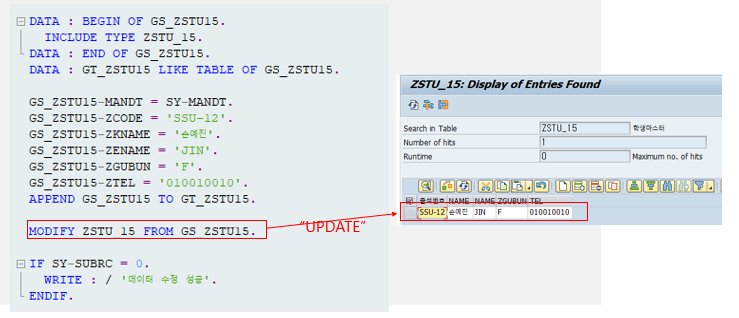 DATA : BEGIN OF GS_ZSTU15.
INCLUDE TYPE ZSTU_15.
DATA : END OF GS_ZSTU15.
DATA : GT_ZSTU15 LIKE TABLE OF GS_ZSTU15.
GS_ZSTU15-MANDT = SY-MANDT.
GS_ZSTU15-ZCODE = 'SSU-12'.
GS_ZSTU15-ZKNAME = '손예진'.
GS_ZSTU15-ZENAME = 'JIN'.
GS_ZSTU15-ZGUBUN = 'F'.
GS_ZSTU15-ZTEL = '010010010'.
APPEND GS_ZSTU15 TO GT_ZSTU15.
MODIFY ZSTU_15 FROM GS_ZSTU15.
IF SY-SUBRC = 0.
WRITE : / '데이터 수정 성공'.
ENDIF.
"UPDATE"
ZSTU_15: Display of Entries Found
Search in Table ZSTU_15 학생마스터
Number of hits 1
Runtime 0 Maximum no. of hits
출석번호 NAME NAME ZGUBUN TEL
SSU-12 손예진 JIN F 010010010